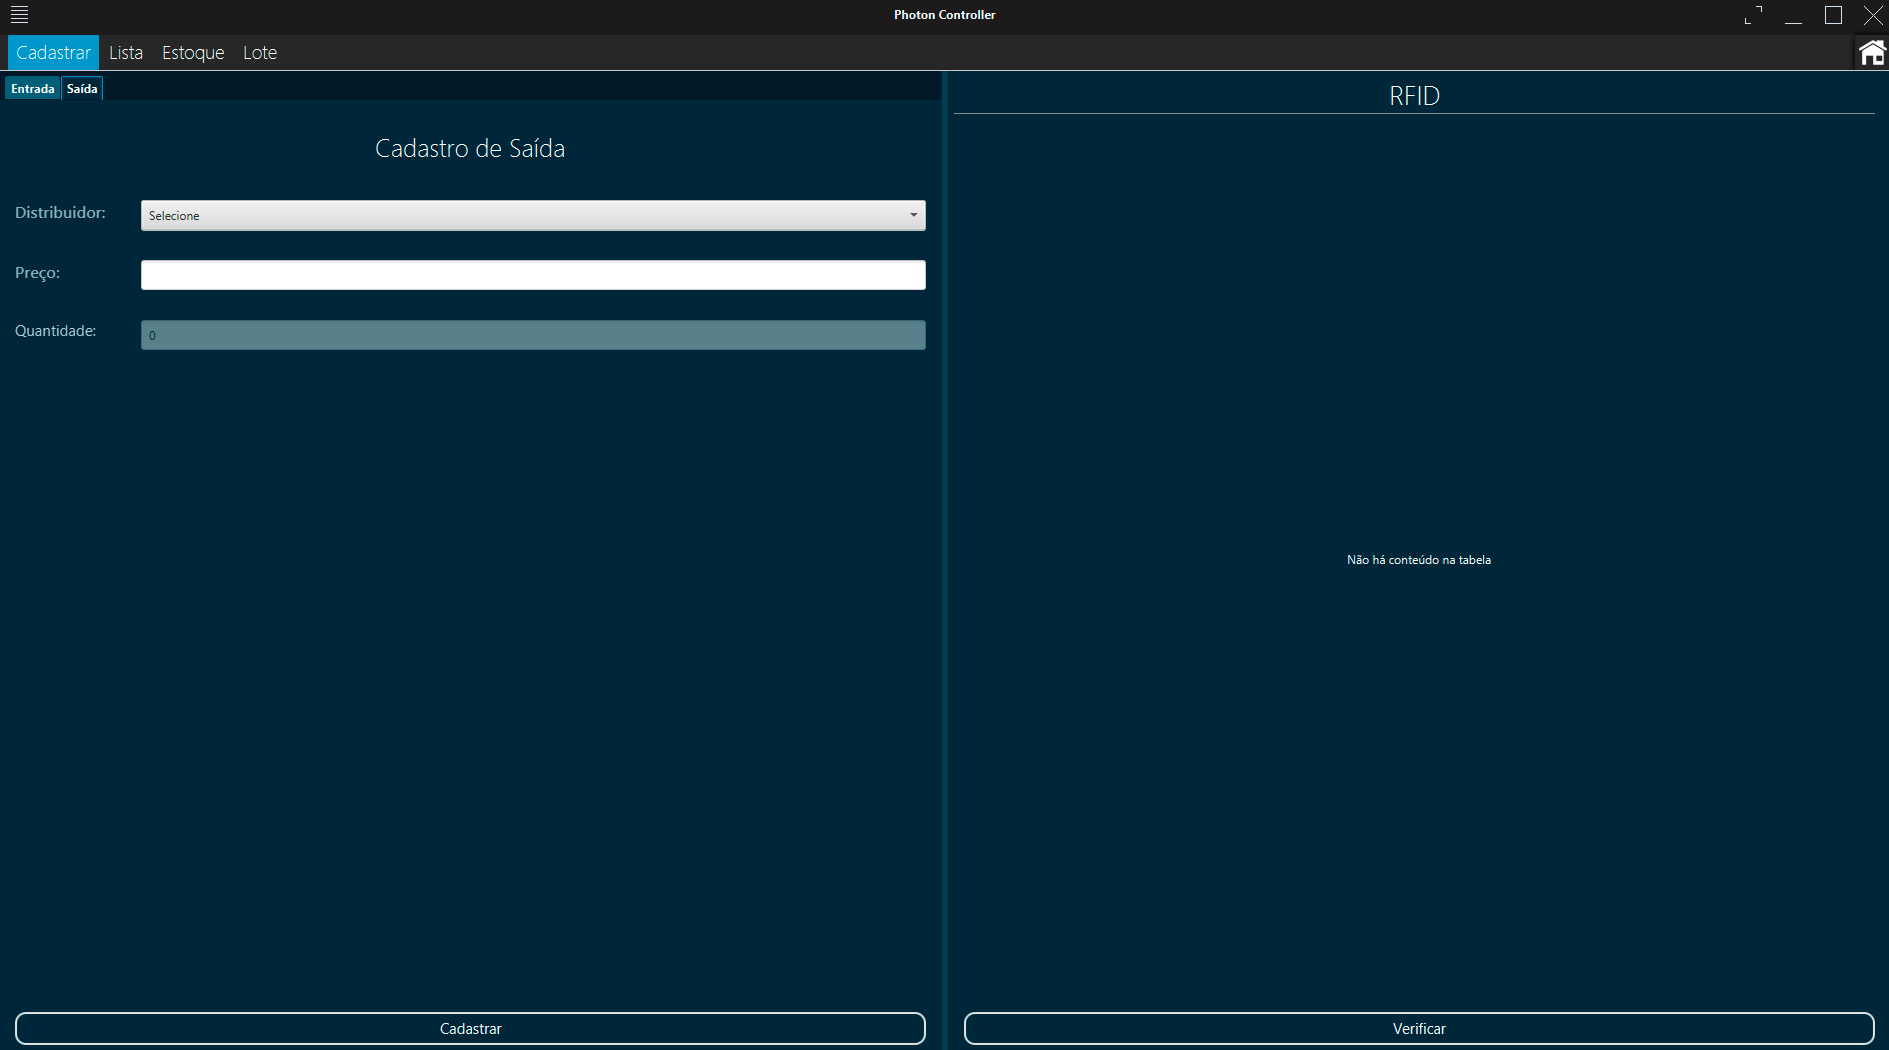 Photon Controller
Cadastrar Lista Estoque Lote
Entrada Saída
Cadastro de Saída
Distribuidor: Selecione
Preço:
Quantidade: 0
Cadastrar
RFID
Não há conteúdo na tabela
Verificar